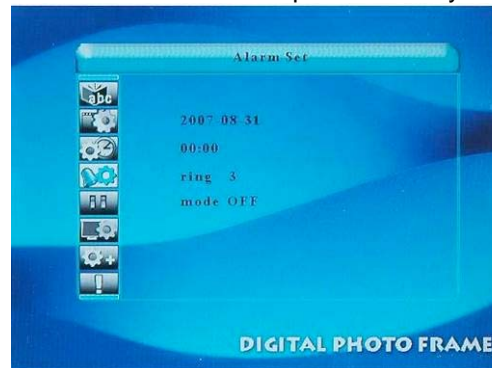 Alarm Set
abc
2007-08-31
00:00
ring 3
mode OFF
DIGITAL PHOTO FRAME